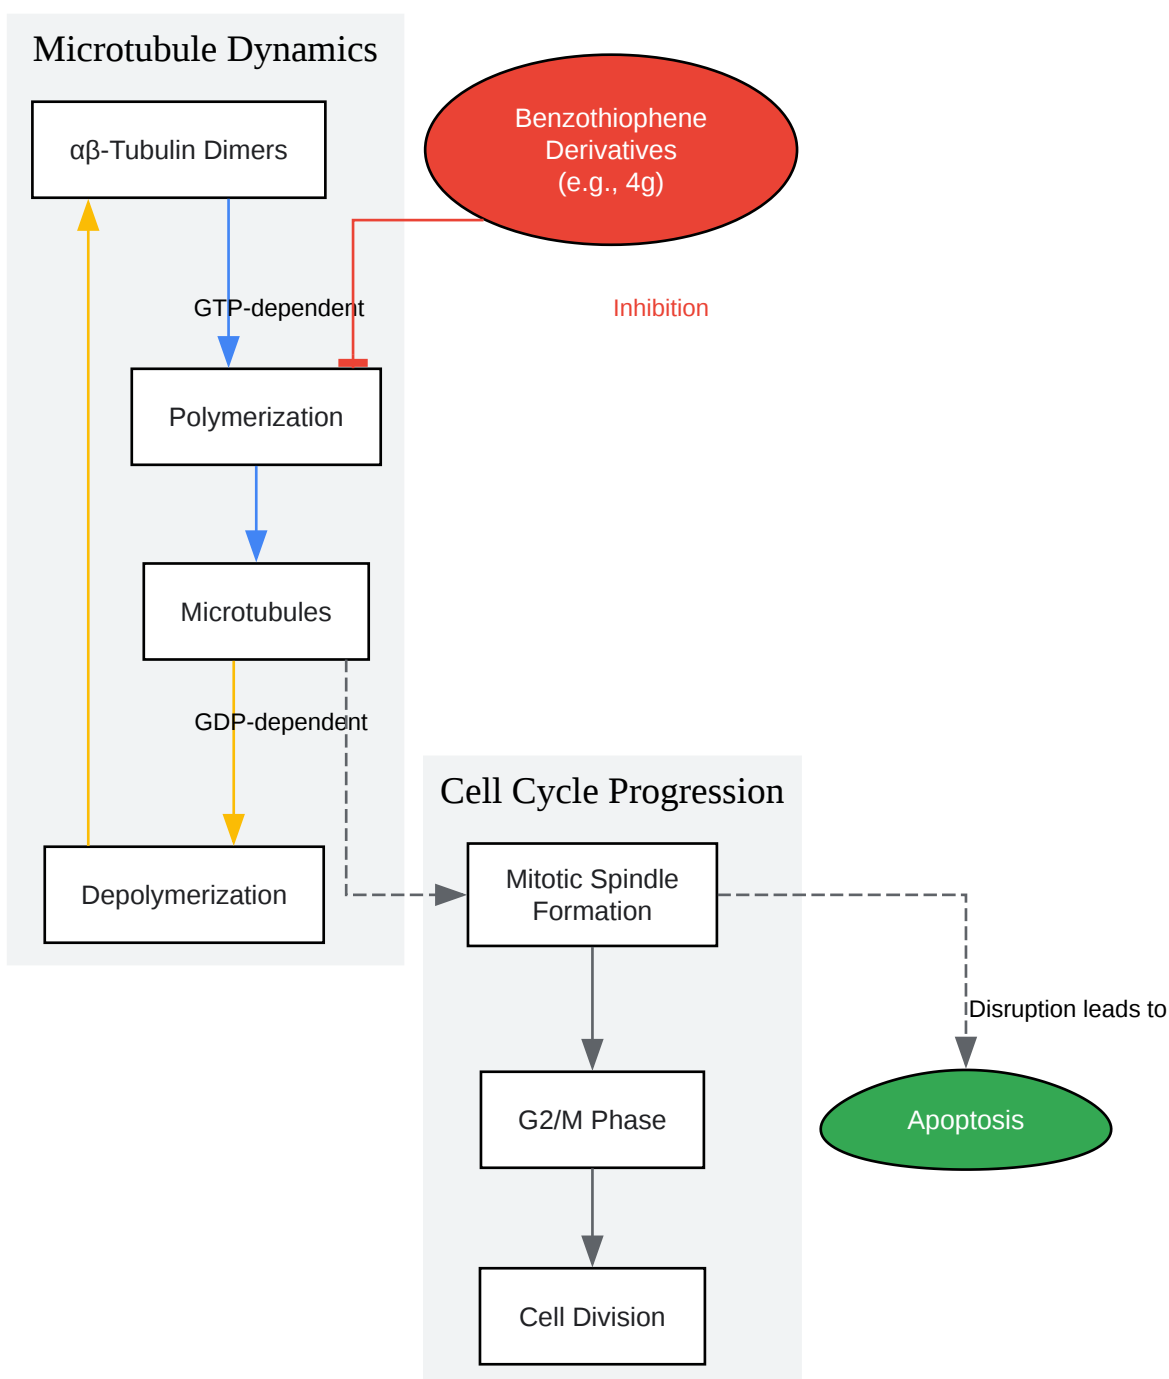 Microtubule Dynamics
αβ-Tubulin Dimers
Benzothiophene
Derivatives
(e.g., 4g)
GTP-dependent
Inhibition
Polymerization
Microtubules
GDP-dependent
Depolymerization
Cell Cycle Progression
Mitotic Spindle
Formation
Disruption leads to
G2/M Phase
Apoptosis
Cell Division